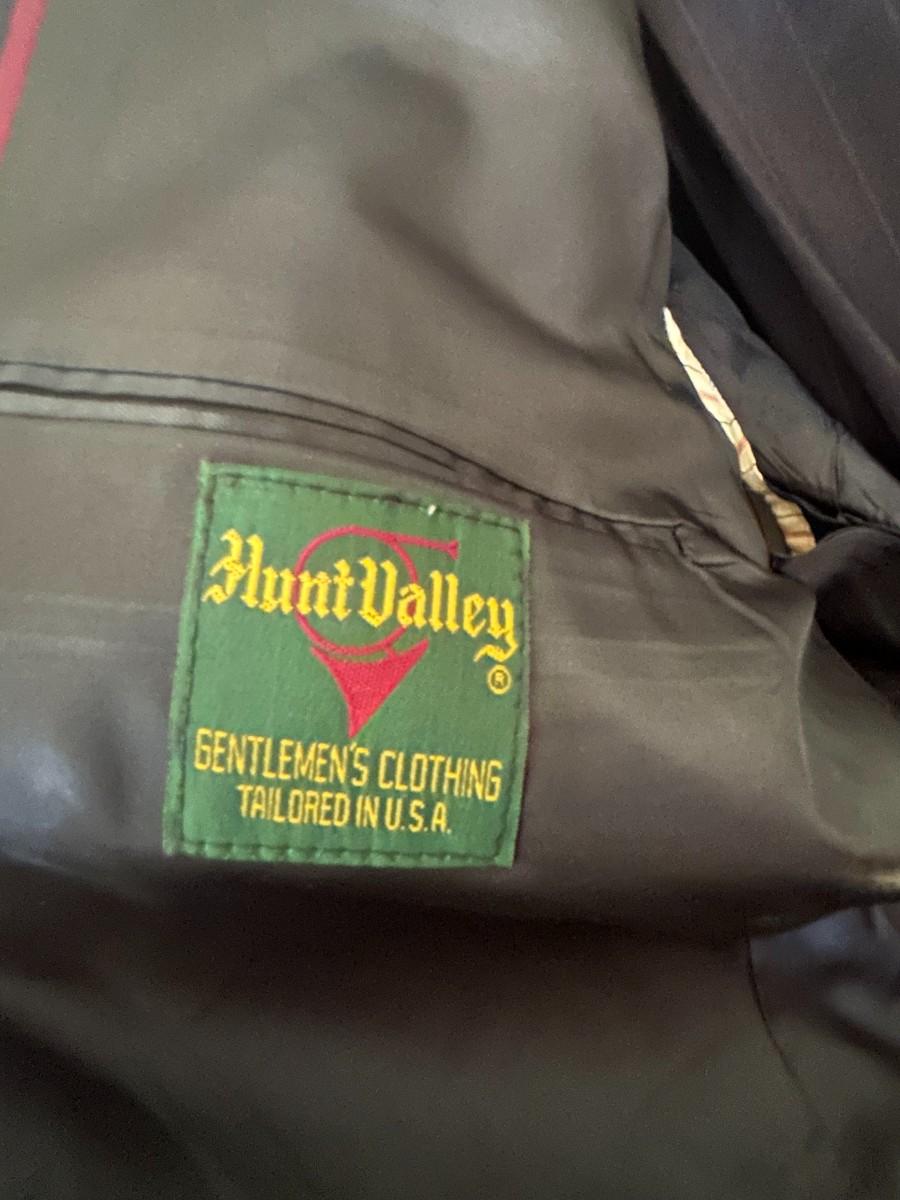 Hunt Valley
®
GENTLEMEN'S CLOTHING
TAILORED IN U.S.A.